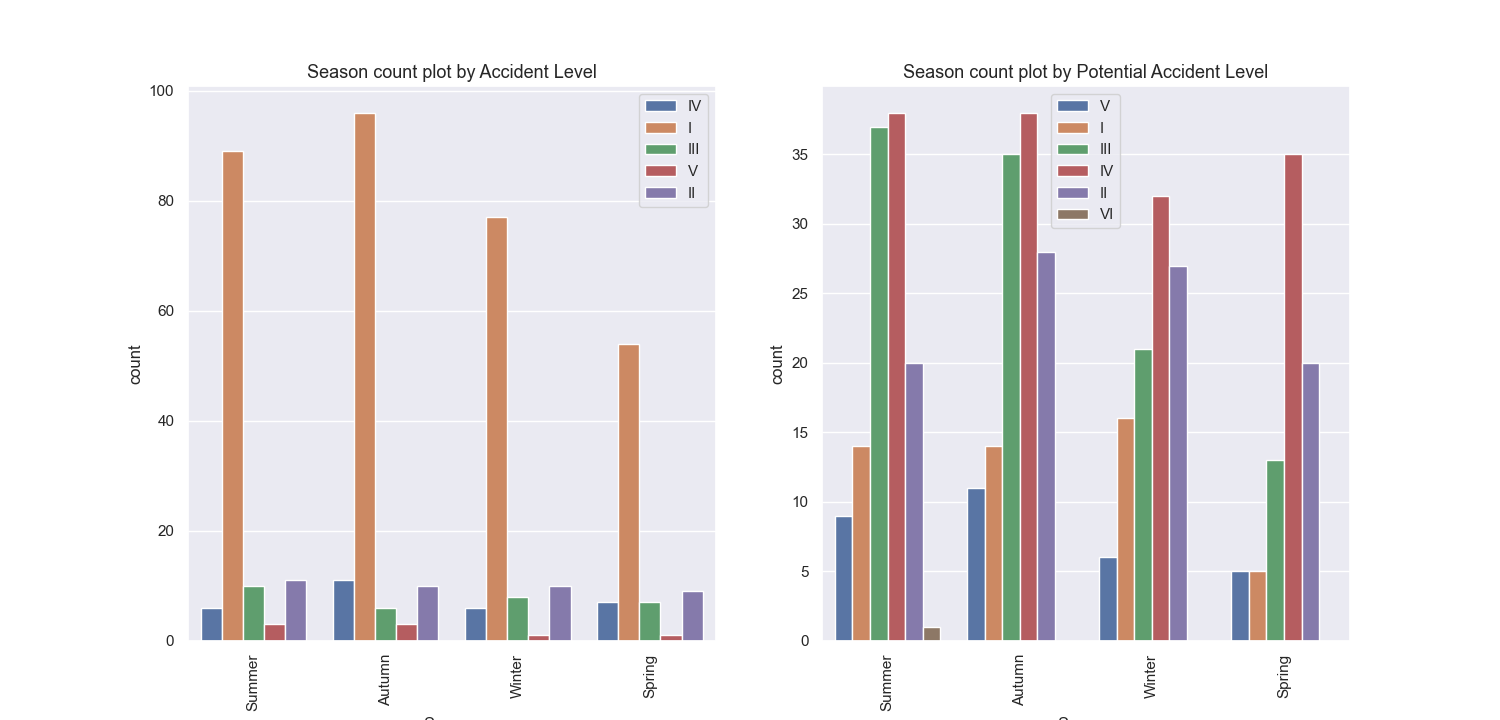 Season count plot by Accident Level
100
80
60
40
20
0
count
IV
I
III
V
II
Summer
Autumn
Winter
Spring
Season count plot by Potential Accident Level
35
30
25
20
15
10
5
0
count
V
I
III
IV
II
VI
Summer
Autumn
Winter
Spring